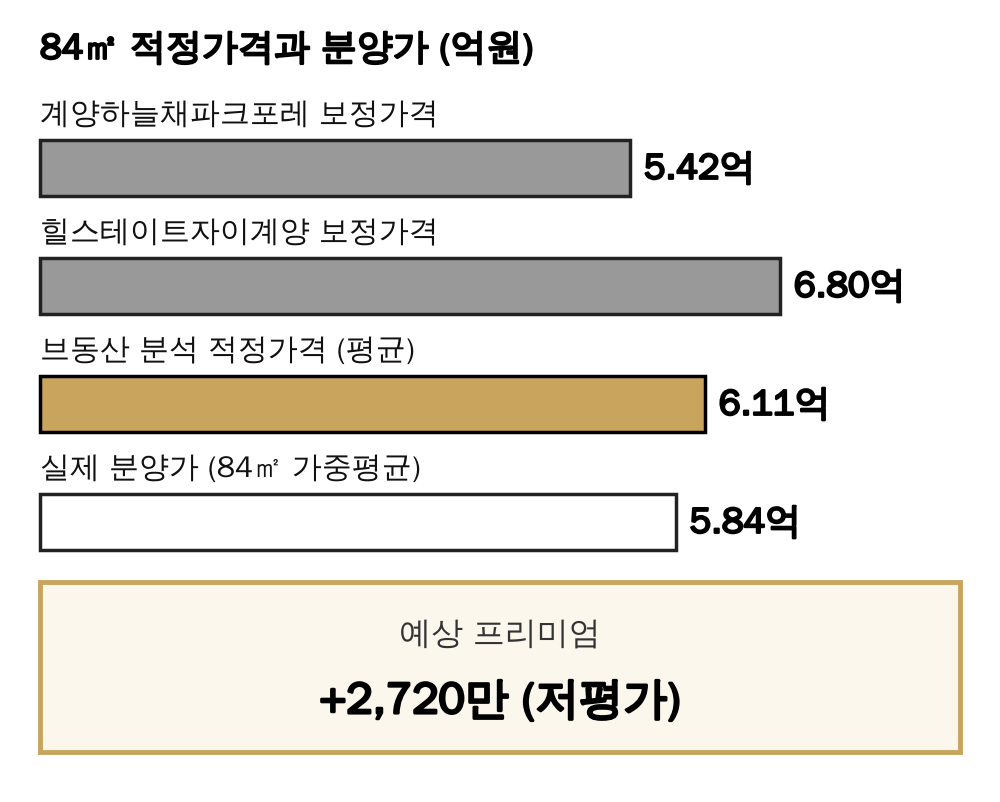 84㎡ 적정가격과 분양가 (억원)
계양하늘채파크포레 보정가격
5.42억
힐스테이트자이계양 보정가격
6.80억
브동산 분석 적정가격 (평균)
6.11억
실제 분양가 (84㎡ 가중평균)
5.84억
예상 프리미엄
+2,720만 (저평가)